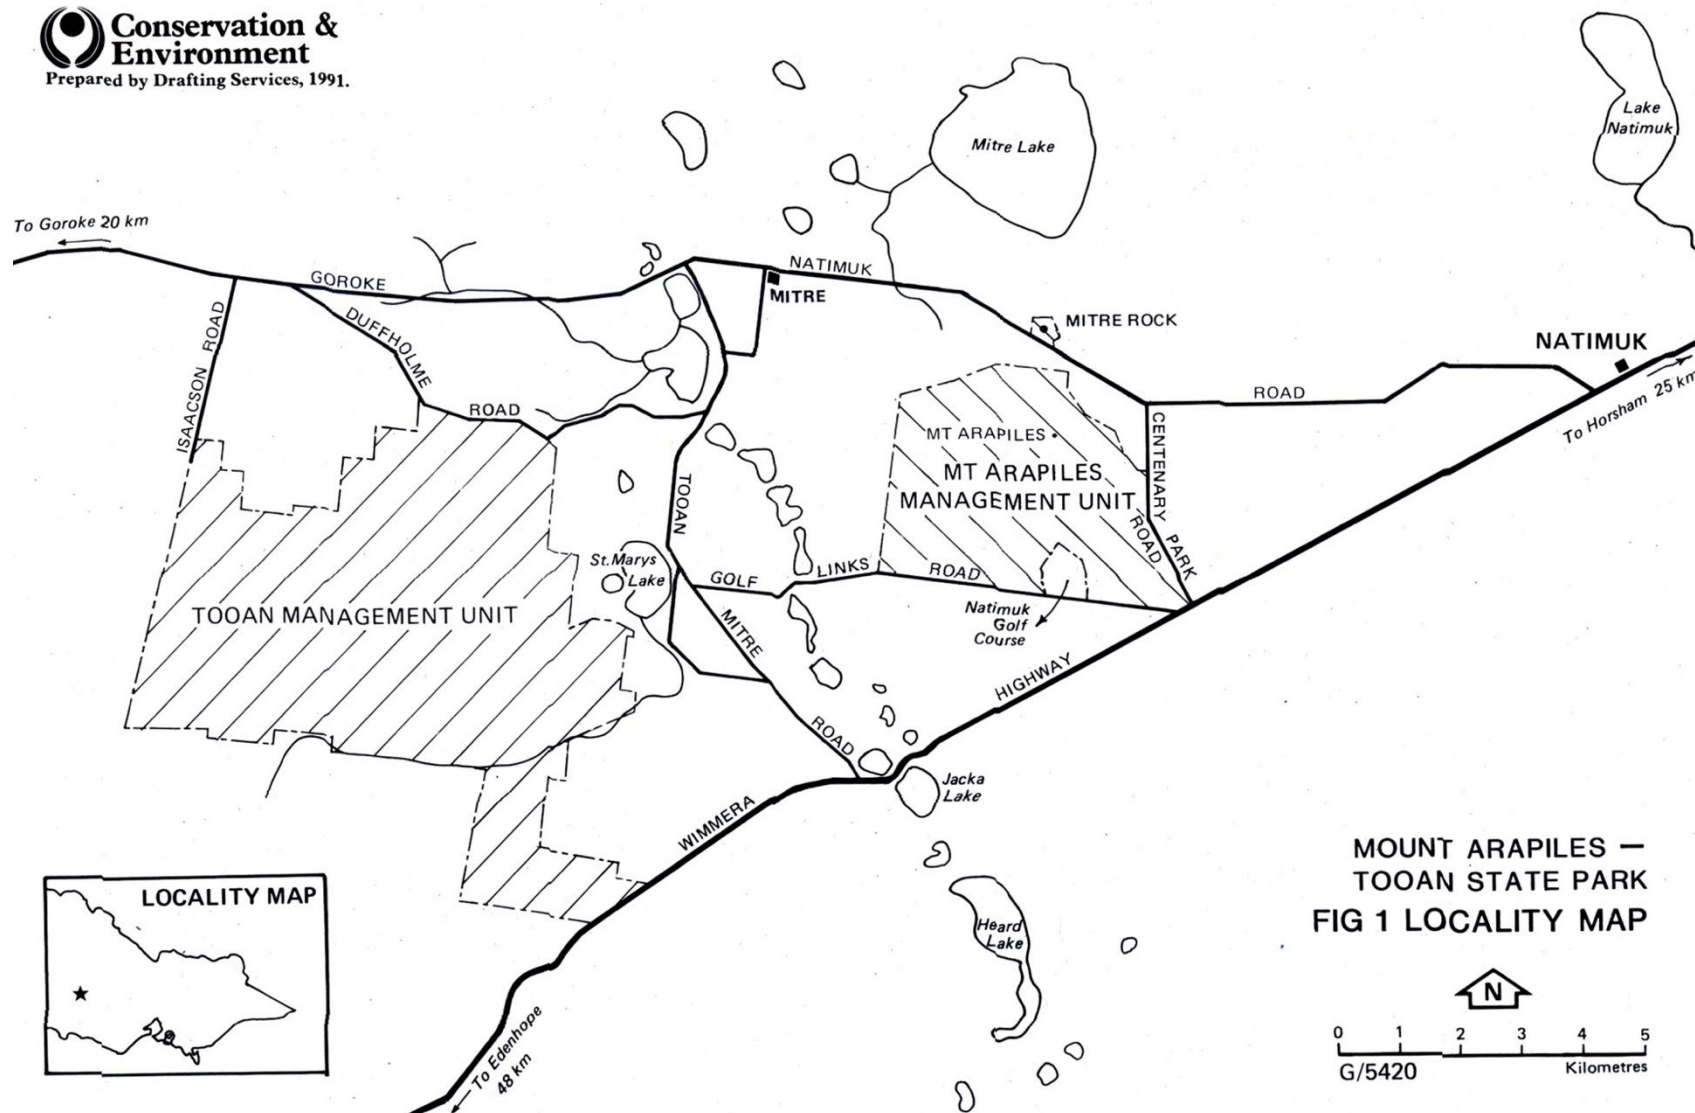 Conservation &
Environment
Prepared by Drafting Services, 1991.
Lake
Natimuk
Mitre Lake
To Goroke 20 km
GOROKE
NATIMUK
MITRE
MITRE ROCK
NATIMUK
ISAACSON ROAD
DUFFHOLME
ROAD
ROAD
To Horsham 25 km
MT ARAPILES
MT ARAPILES
MANAGEMENT UNIT
CENTENARY PARK
ROAD
TOOAN
St. Marys
Lake
GOLF
LINKS
ROAD
TOOAN MANAGEMENT UNIT
MITRE
Natimuk
Golf
Course
HIGHWAY
ROAD
Jacka
Lake
WIMMERA
MOUNT ARAPILES —
TOOAN STATE PARK
FIG 1 LOCALITY MAP
LOCALITY MAP
Heard
Lake
N
To Edenhope
48 km
0 1 2 3 4 5
G/5420
Kilometres